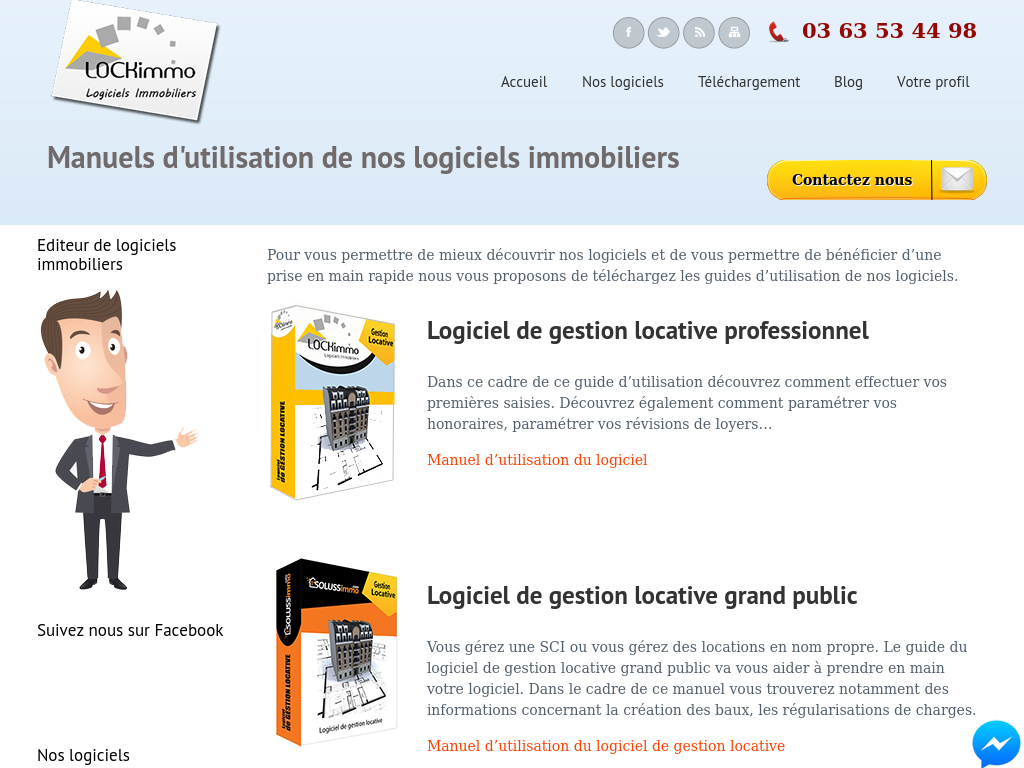 LOCKimmo
Logiciels Immobiliers
03 63 53 44 98
Accueil
Nos logiciels
Téléchargement
Blog
Votre profil
Manuels d'utilisation de nos logiciels immobiliers
Contactez nous
Editeur de logiciels
immobiliers
Suivez nous sur Facebook
Nos logiciels
Pour vous permettre de mieux découvrir nos logiciels et de vous permettre de bénéficier d’une
prise en main rapide nous vous proposons de téléchargez les guides d’utilisation de nos logiciels.
LOCKimmo
Logiciels Immobiliers
Gestion
Locative
Logiciel
de GESTION LOCATIVE
Logiciel de gestion locative professionnel
Dans ce cadre de ce guide d’utilisation découvrez comment effectuer vos
premières saisies. Découvrez également comment paramétrer vos
honoraires, paramétrer vos révisions de loyers…
Manuel d’utilisation du logiciel
SOLUSSimmo.com
Gestion
Locative
SOLUSSimmo
Logiciel
de GESTION LOCATIVE
Logiciel de gestion locative
Logiciel de gestion locative grand public
Vous gérez une SCI ou vous gérez des locations en nom propre. Le guide du
logiciel de gestion locative grand public va vous aider à prendre en main
votre logiciel. Dans le cadre de ce manuel vous trouverez notamment des
informations concernant la création des baux, les régularisations de charges.
Manuel d’utilisation du logiciel de gestion locative